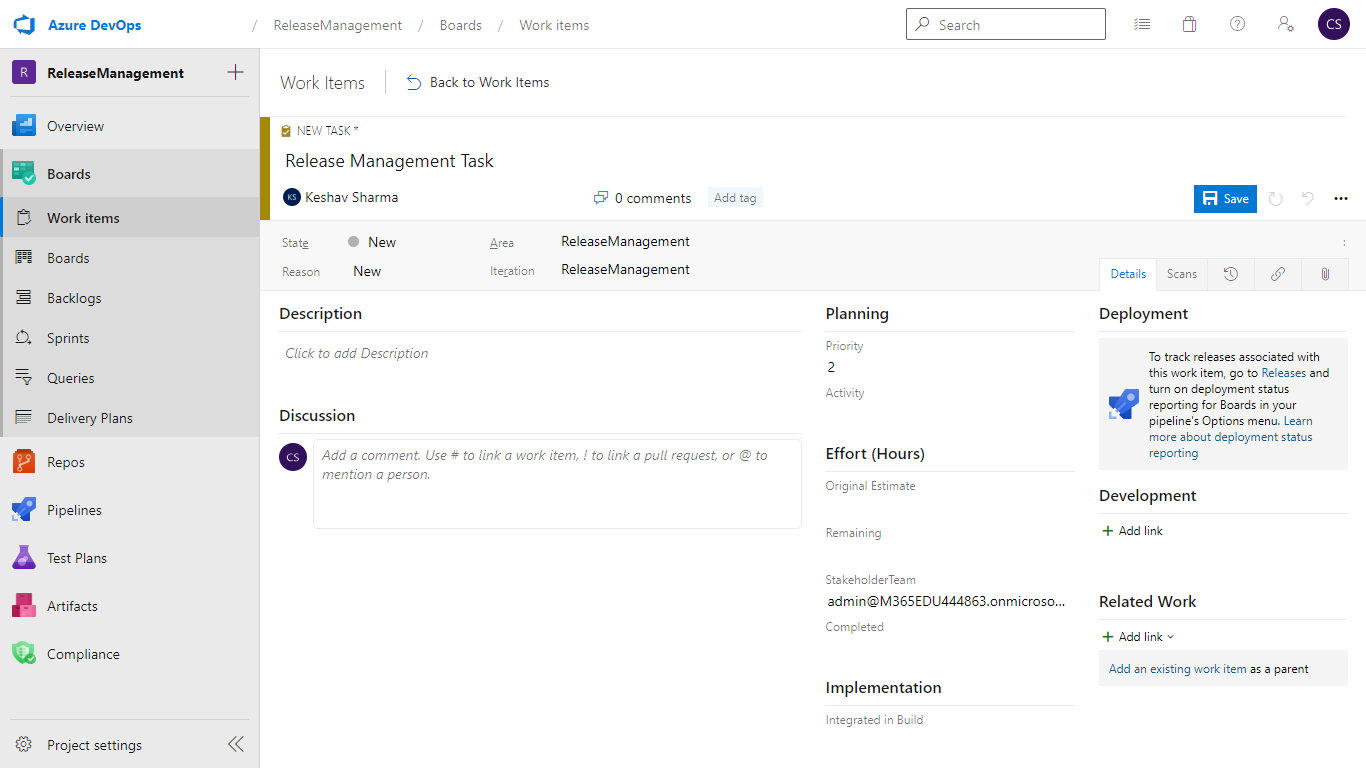 Azure DevOps / ReleaseManagement / Boards / Work items Search CS
R ReleaseManagement
Overview
Boards
Work items
Boards
Backlogs
Sprints
Queries
Delivery Plans
Repos
Pipelines
Test Plans
Artifacts
Compliance
Project settings
Work Items Back to Work Items
NEW TASK *
Release Management Task
KS Keshav Sharma 0 comments Add tag Save
State New Area ReleaseManagement
Reason New Iteration ReleaseManagement
Details Scans
Description
Click to add Description
Discussion
CS
Add a comment. Use # to link a work item, ! to link a pull request, or @ to
mention a person.
Planning
Priority
2
Activity
Effort (Hours)
Original Estimate
Remaining
StakeholderTeam
admin@M365EDU444863.onmicroso...
Completed
Implementation
Integrated in Build
Deployment
To track releases associated with
this work item, go to Releases and
turn on deployment status
reporting for Boards in your
pipeline's Options menu. Learn
more about deployment status
reporting
Development
Add link
Related Work
Add link
Add an existing work item as a parent